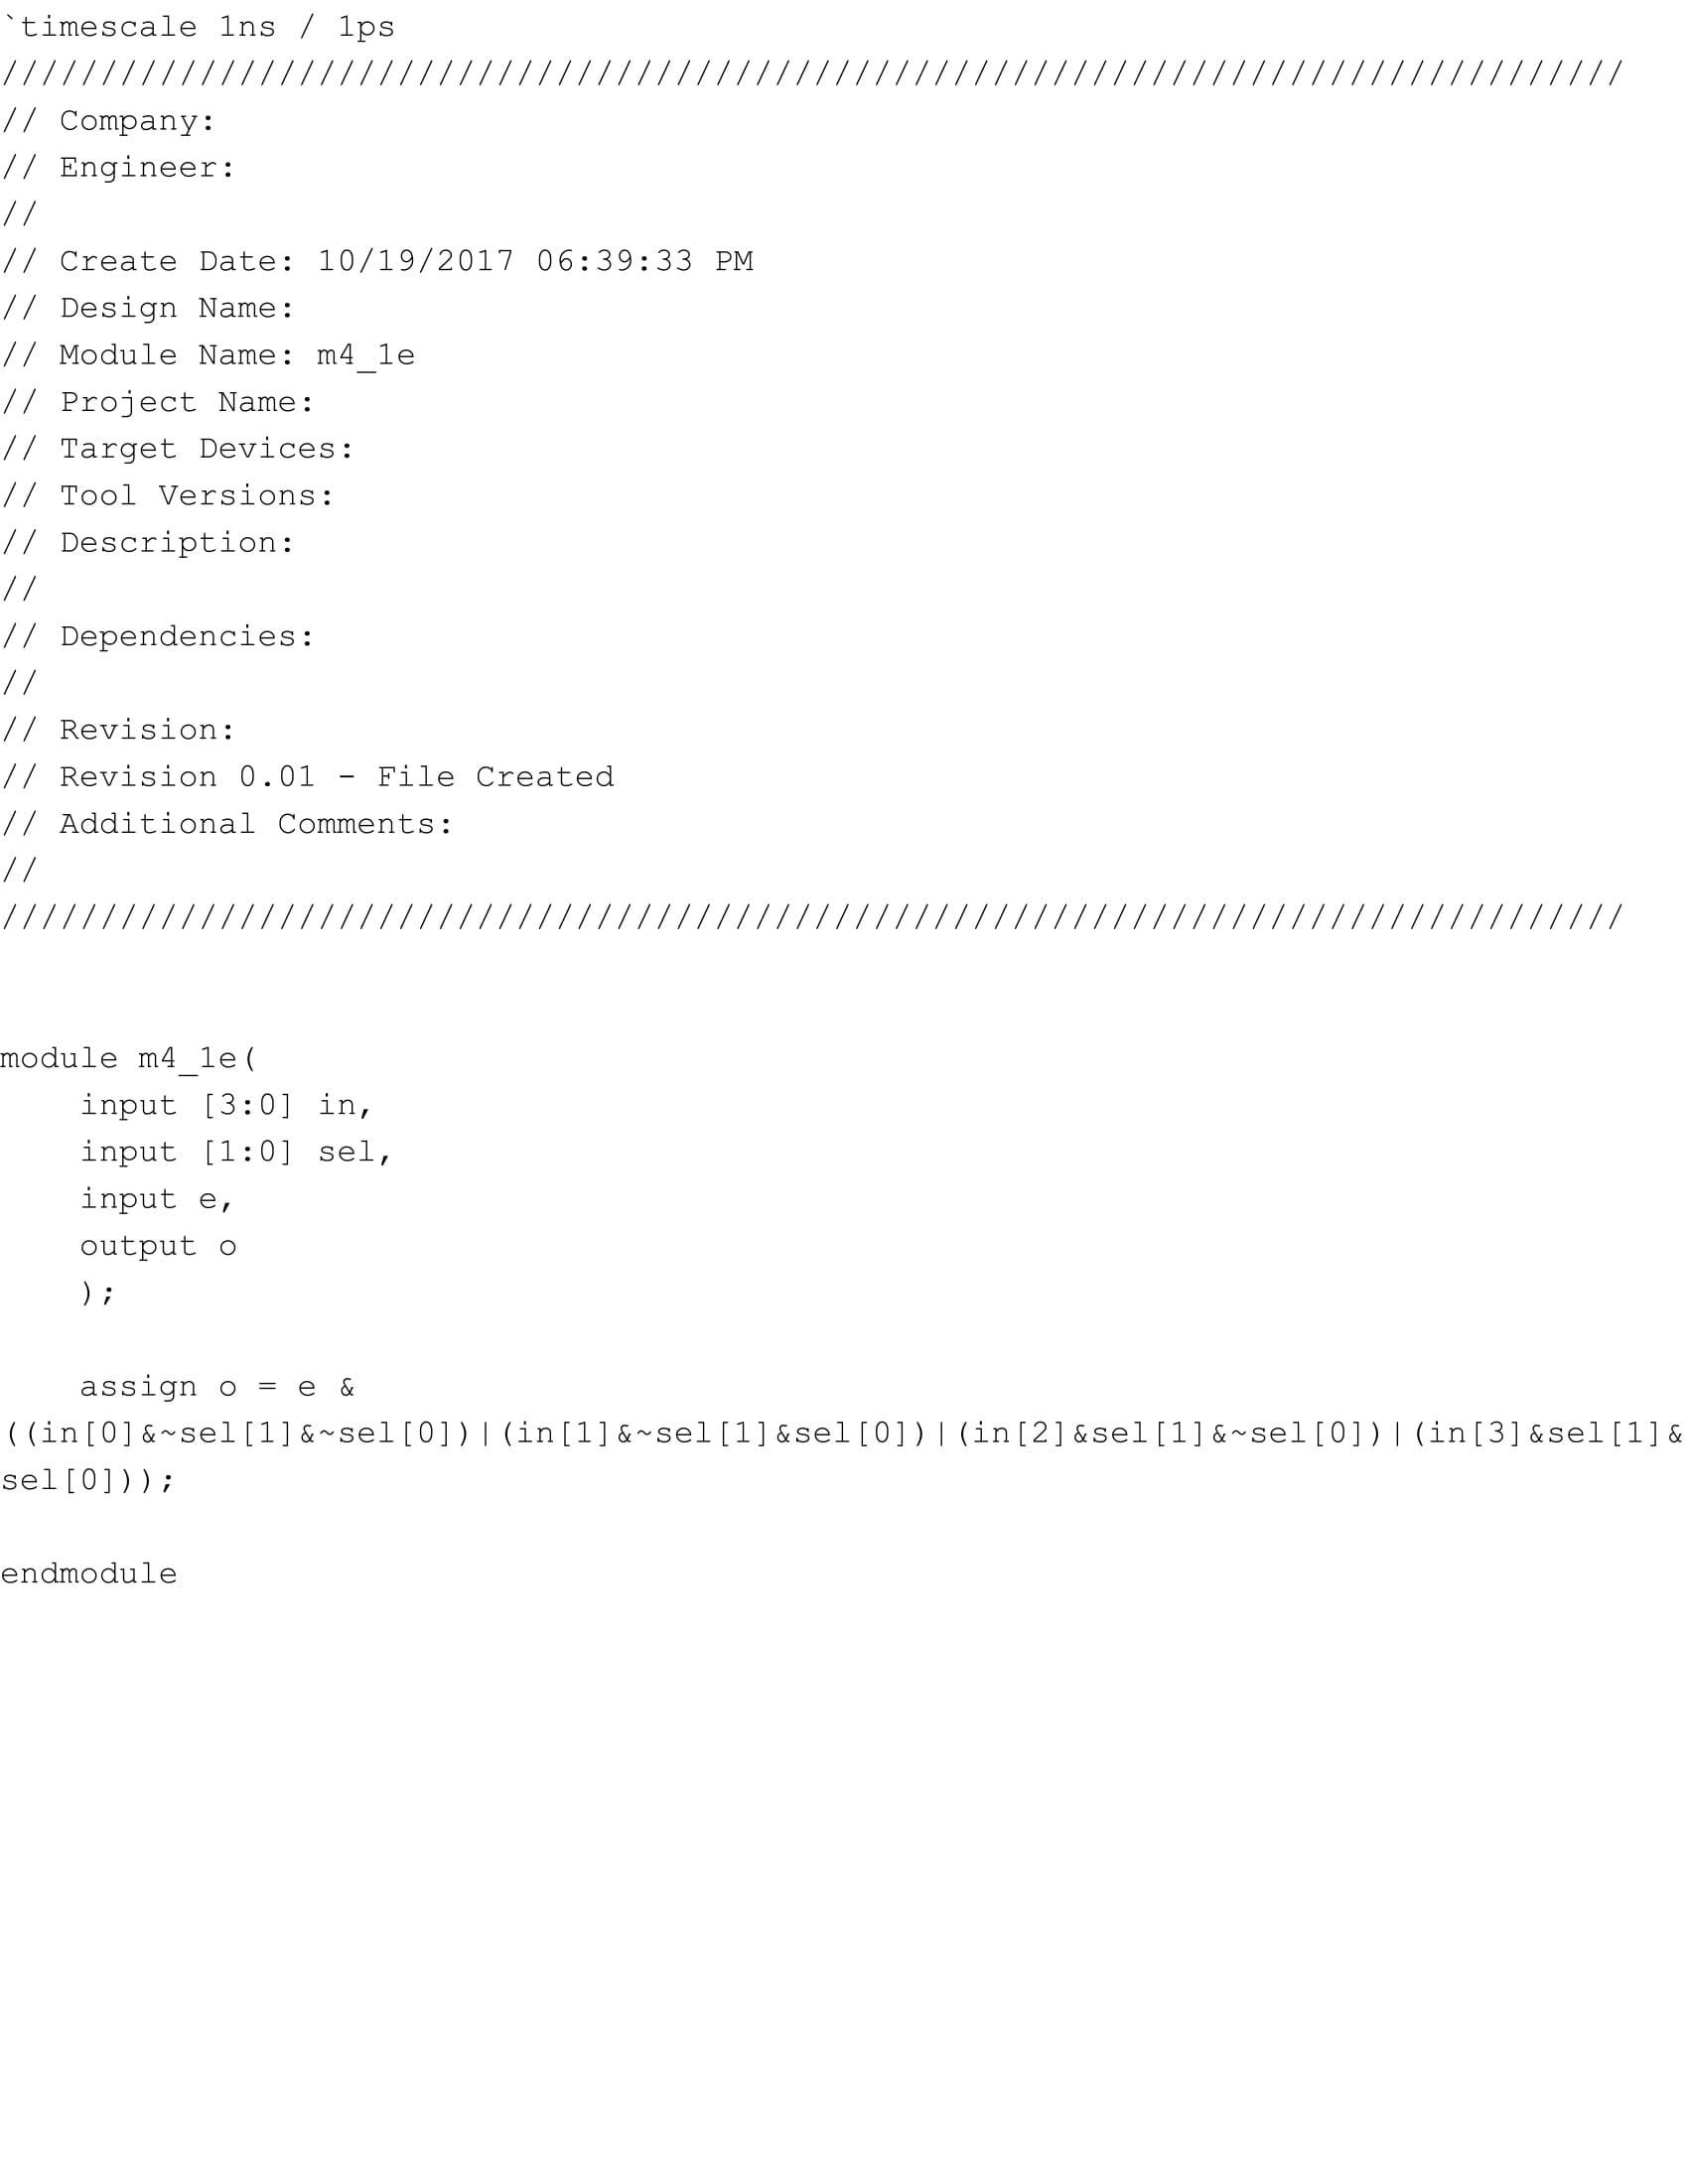 `timescale 1ns / 1ps
//////////////////////////////////////////////////////////////////////////////////
// Company:
// Engineer:
//
// Create Date: 10/19/2017 06:39:33 PM
// Design Name:
// Module Name: m4_1e
// Project Name:
// Target Devices:
// Tool Versions:
// Description:
//
// Dependencies:
//
// Revision:
// Revision 0.01 - File Created
// Additional Comments:
//
//////////////////////////////////////////////////////////////////////////////////
module m4_1e(
    input [3:0] in,
    input [1:0] sel,
    input e,
    output o
    );
    assign o = e &
((in[0]&~sel[1]&~sel[0])|(in[1]&~sel[1]&sel[0])|(in[2]&sel[1]&~sel[0])|(in[3]&sel[1]&
sel[0]));
endmodule